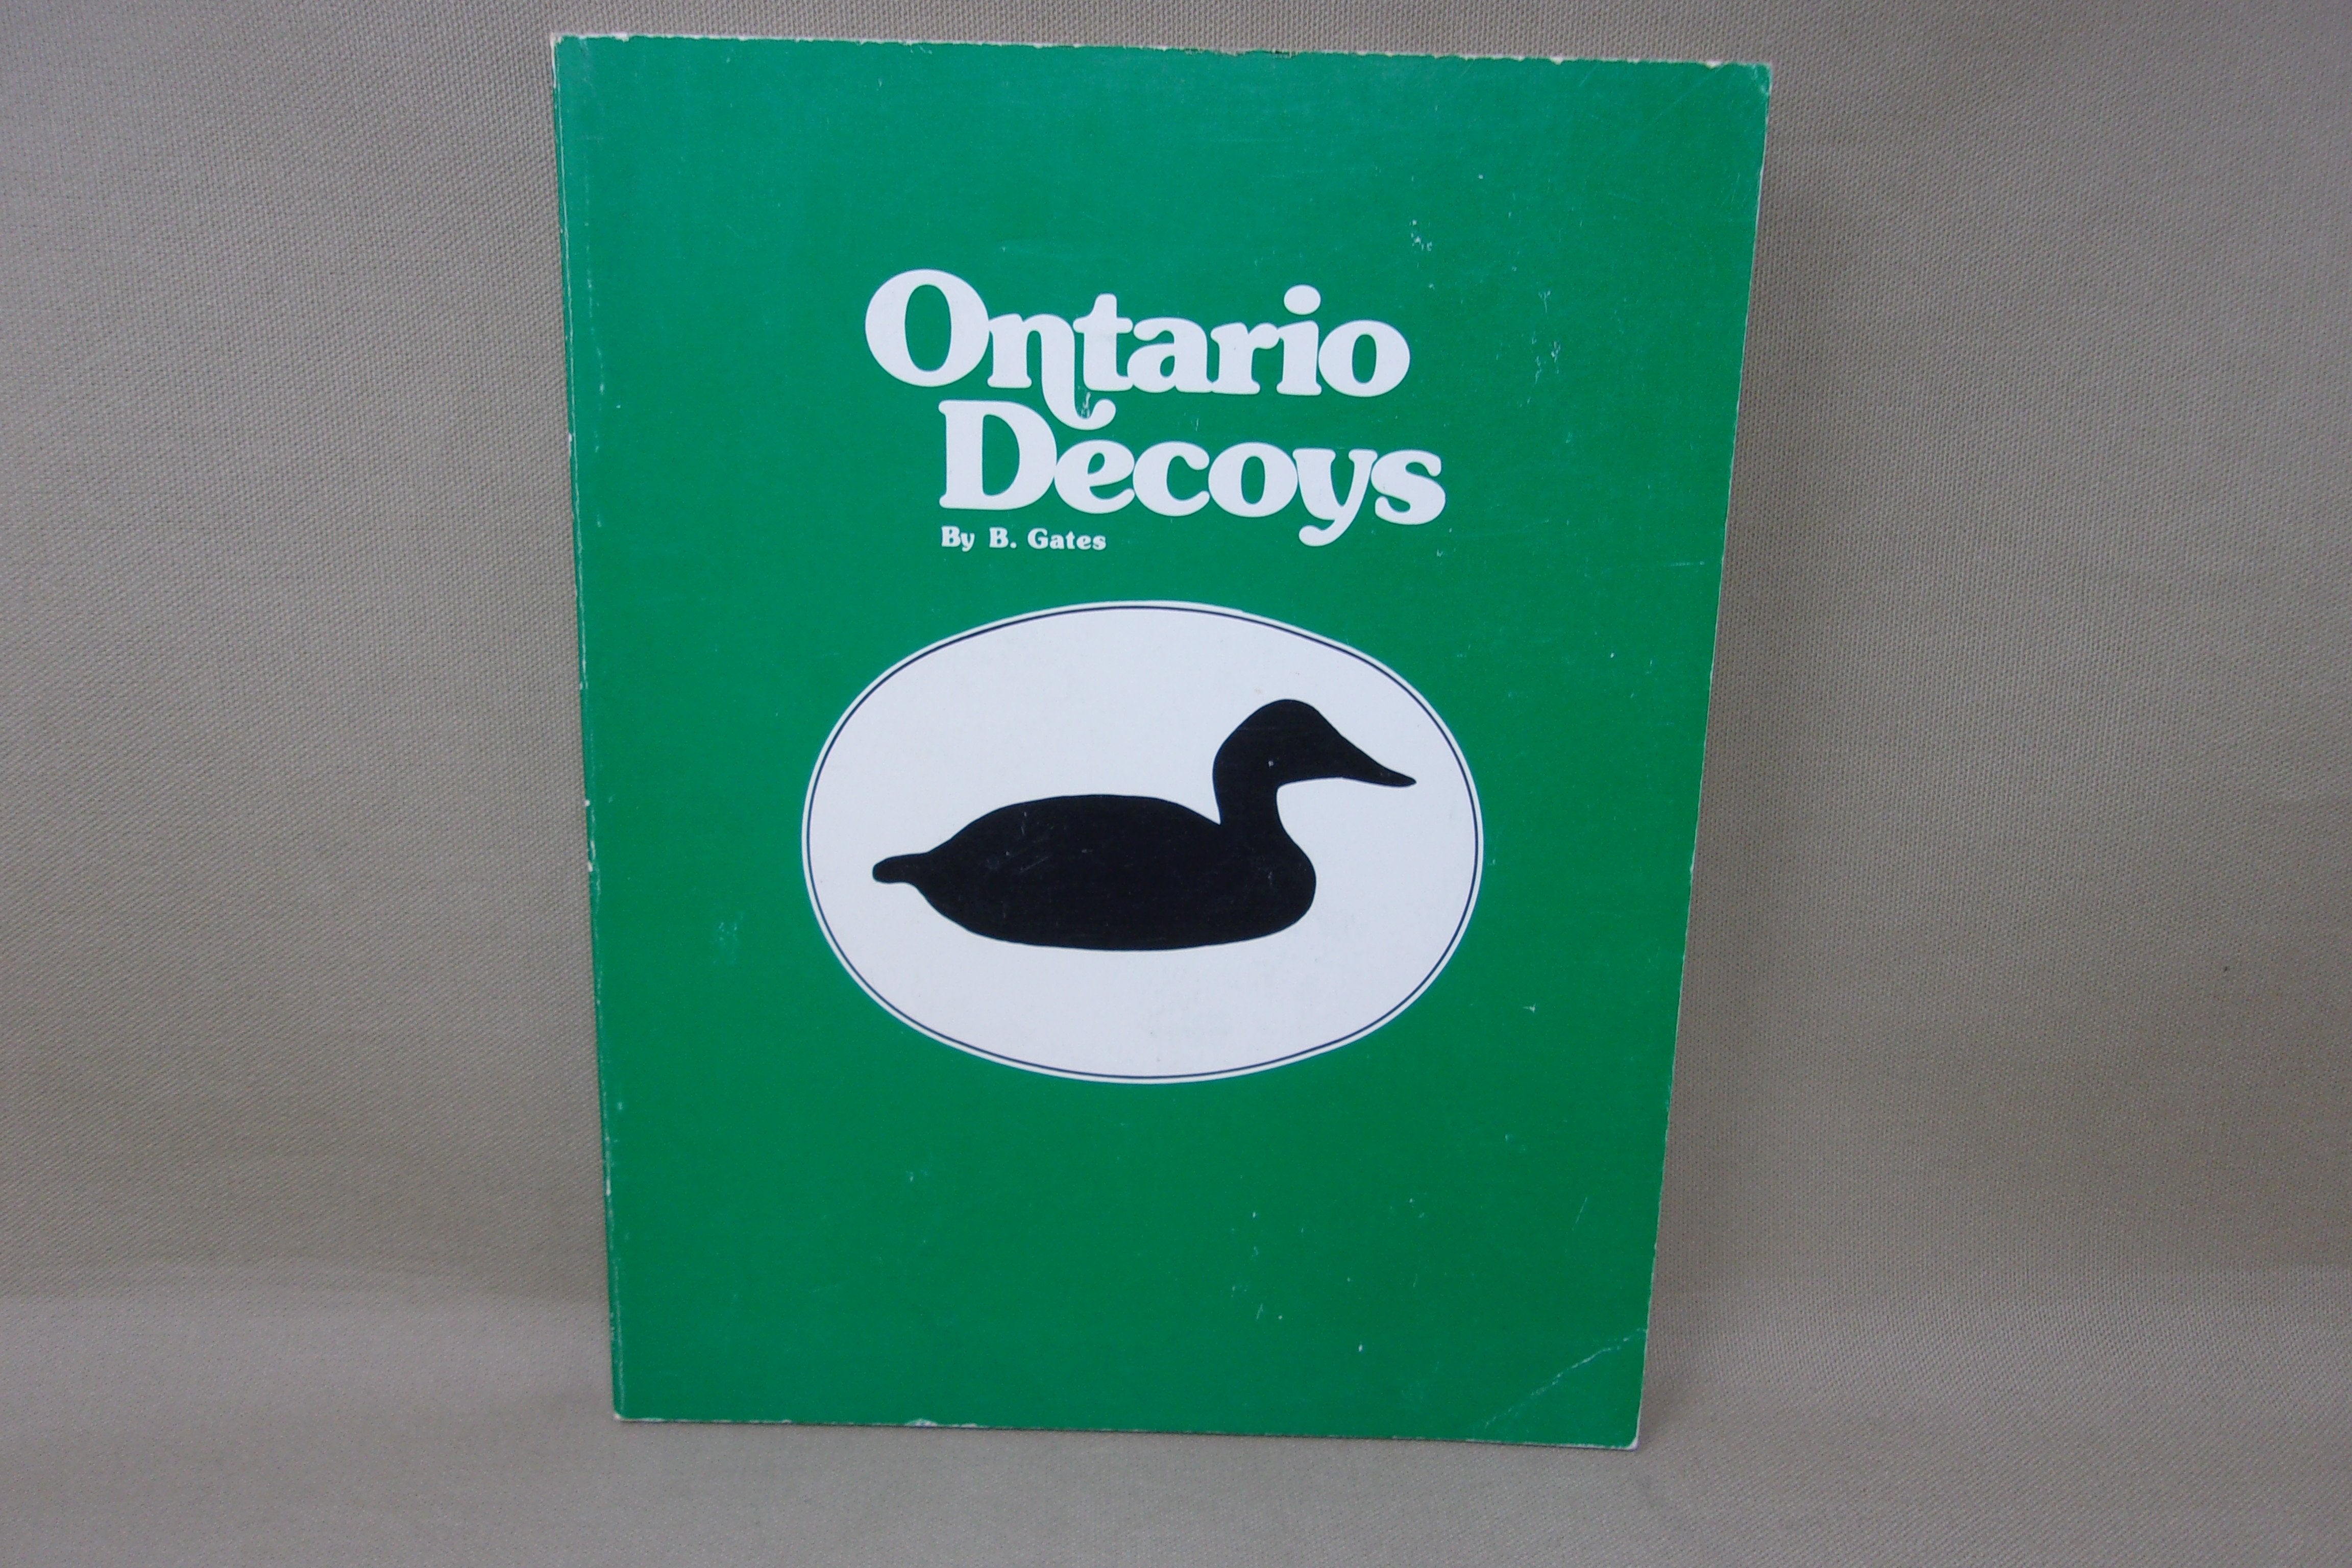 Ontario
Decoys
By B. Gates